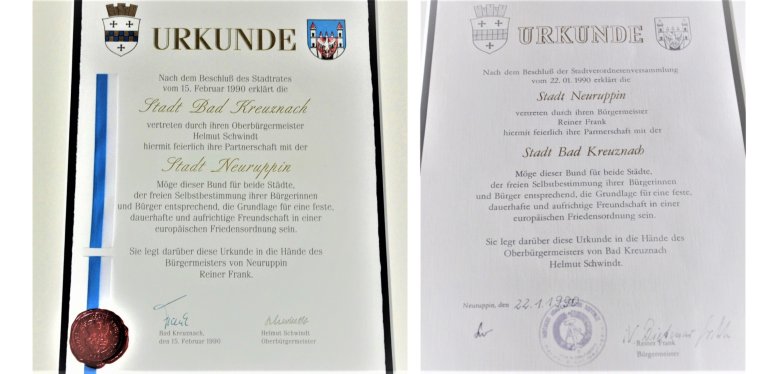 URKUNDE
Nach dem Beschluß des Stadtrates
vom 15. Februar 1990 erklärt die
Stadt Bad Kreuznach
vertreten durch ihren Oberbürgermeister
Helmut Schwindt
hiermit feierlich ihre Partnerschaft mit der
Stadt Neuruppin
Möge dieser Bund für beide Städte,
der freien Selbstbestimmung ihrer Bürgerinnen
und Bürger entsprechend, die Grundlage für eine feste,
dauerhafte und aufrichtige Freundschaft in einer
europäischen Friedensordnung sein.
Sie legt darüber diese Urkunde in die Hände des
Bürgermeisters von Neuruppin
Reiner Frank.
Bad Kreuznach,
den 15. Februar 1990
Helmut Schwindt
Oberbürgermeister
URKUNDE
Nach dem Beschluß der Stadtverordnetenversammlung
vom 22.01.1990 erklärt die
Stadt Neuruppin
vertreten durch ihren Bürgermeister
Reiner Frank
hiermit feierlich ihre Partnerschaft mit der
Stadt Bad Kreuznach
Möge dieser Bund für beide Städte,
der freien Selbstbestimmung ihrer Bürgerinnen
und Bürger entsprechend, die Grundlage für eine feste,
dauerhafte und aufrichtige Freundschaft in einer
europäischen Friedensordnung sein.
Sie legt darüber diese Urkunde in die Hände des
Oberbürgermeisters von Bad Kreuznach
Helmut Schwindt.
Neuruppin, den 22.1.1990
Reiner Frank
Bürgermeister